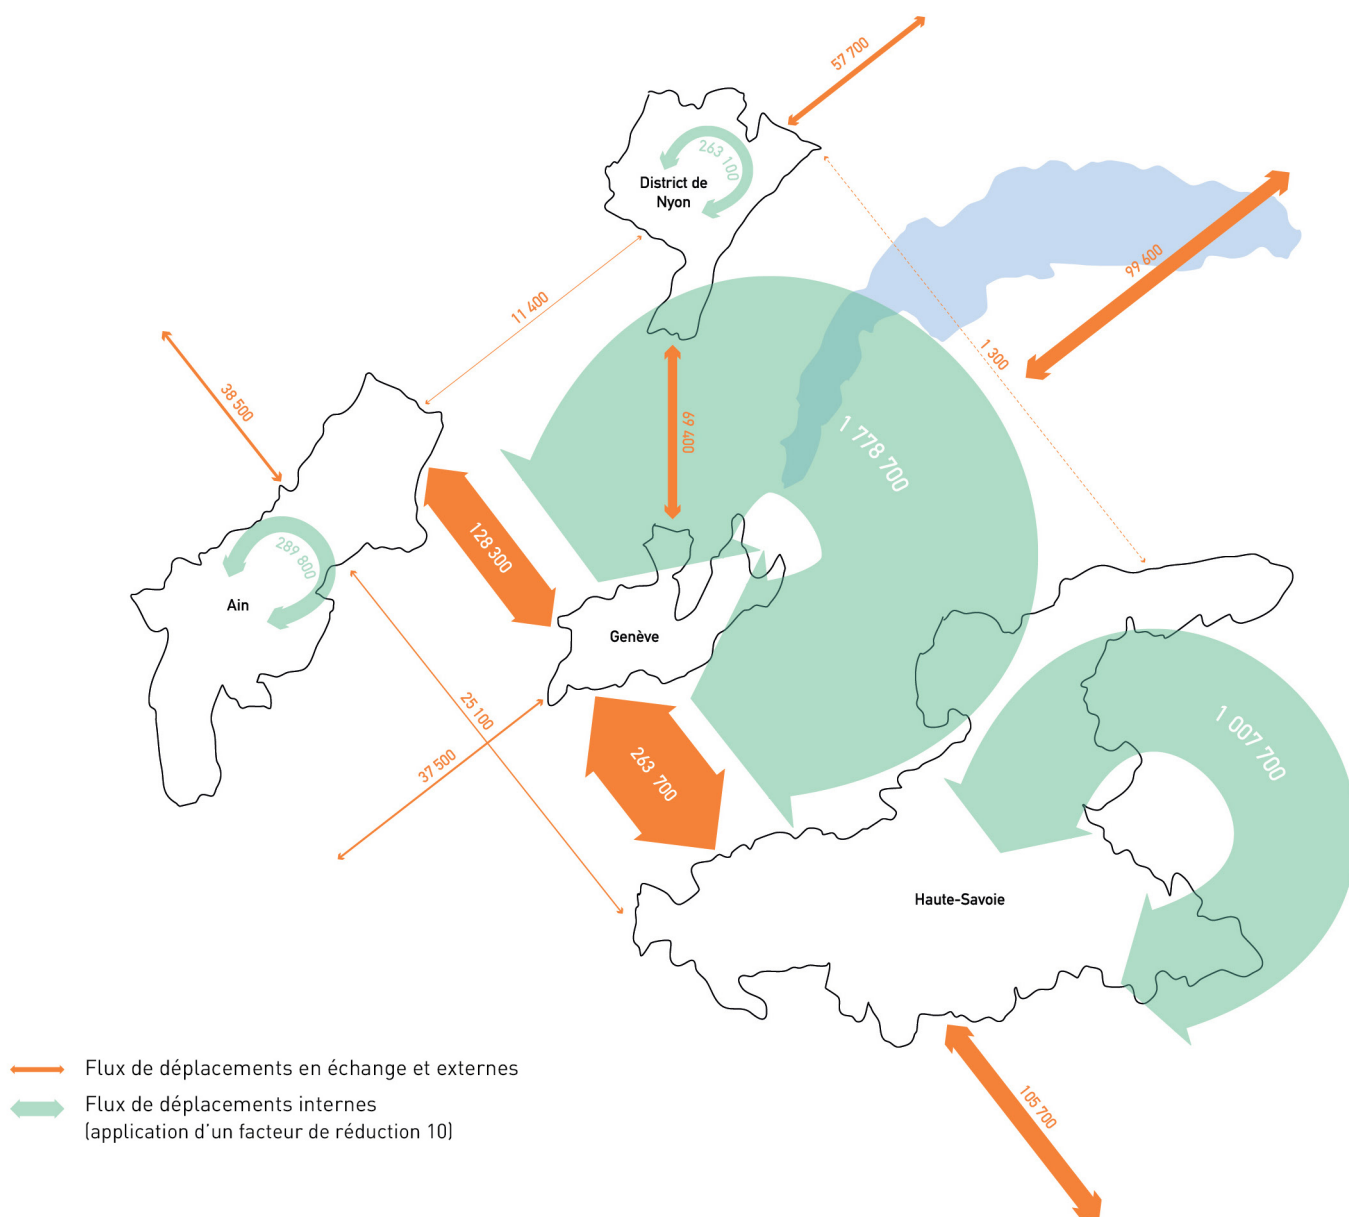 57 700
263 100
District de
Nyon
99 600
11 400
1 300
38 500
69 400
1 778 700
128 300
289 800
Ain
Genève
25 100
37 500
263 700
1 007 700
Haute-Savoie
105 700
Flux de déplacements en échange et externes
Flux de déplacements internes
(application d'un facteur de réduction 10)